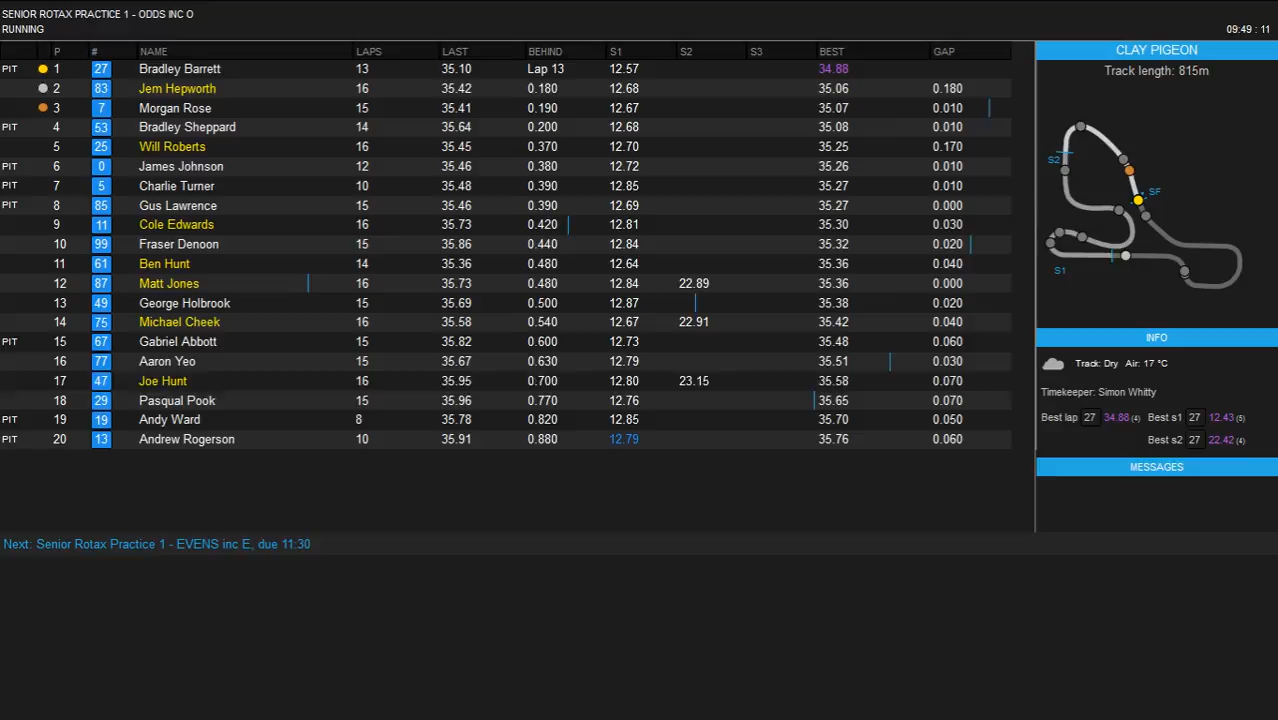 SENIOR ROTAX PRACTICE 1 - ODDS INC O
RUNNING
09:49 : 11
P # NAME LAPS LAST BEHIND S1 S2 S3 BEST GAP
PIT 1 27 Bradley Barrett 13 35.10 Lap 13 12.57 34.88
2 83 Jem Hepworth 16 35.42 0.180 12.68 35.06 0.180
3 7 Morgan Rose 15 35.41 0.190 12.67 35.07 0.010
PIT 4 53 Bradley Sheppard 14 35.64 0.200 12.68 35.08 0.010
5 25 Will Roberts 16 35.45 0.370 12.70 35.25 0.170
PIT 6 0 James Johnson 12 35.46 0.380 12.72 35.26 0.010
PIT 7 5 Charlie Turner 10 35.48 0.390 12.85 35.27 0.010
PIT 8 85 Gus Lawrence 15 35.46 0.390 12.69 35.27 0.000
9 11 Cole Edwards 16 35.73 0.420 12.81 35.30 0.030
10 99 Fraser Denoon 15 35.86 0.440 12.84 35.32 0.020
11 61 Ben Hunt 14 35.36 0.480 12.64 35.36 0.040
12 87 Matt Jones 16 35.73 0.480 12.84 22.89 35.36 0.000
13 49 George Holbrook 15 35.69 0.500 12.87 35.38 0.020
14 75 Michael Cheek 16 35.58 0.540 12.67 22.91 35.42 0.040
PIT 15 67 Gabriel Abbott 15 35.82 0.600 12.73 35.48 0.060
16 77 Aaron Yeo 15 35.67 0.630 12.79 35.51 0.030
17 47 Joe Hunt 16 35.95 0.700 12.80 23.15 35.58 0.070
18 29 Pasqual Pook 15 35.96 0.770 12.76 35.65 0.070
PIT 19 19 Andy Ward 8 35.78 0.820 12.85 35.70 0.050
PIT 20 13 Andrew Rogerson 10 35.91 0.880 12.79 35.76 0.060
Next: Senior Rotax Practice 1 - EVENS inc E, due 11:30
CLAY PIGEON
Track length: 815m
S2
SF
S1
INFO
Track: Dry Air: 17 °C
Timekeeper: Simon Whitty
Best lap 27 34.88 (4) Best s1 27 12.43 (5)
Best s2 27 22.42 (4)
MESSAGES